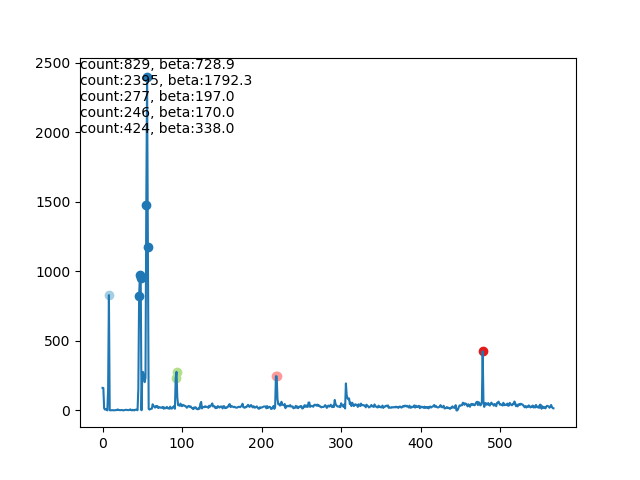 2500
count:829, beta:728.9
count:2395, beta:1792.3
count:277, beta:197.0
count:246, beta:170.0
count:424, beta:338.0
2000
1500
1000
500
0
0 100 200 300 400 500